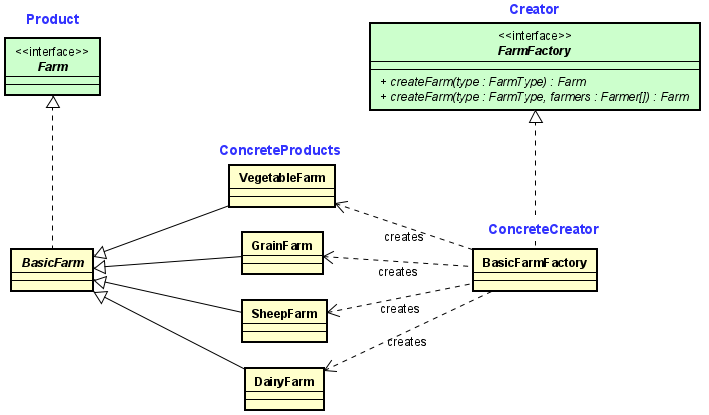 Product
<<interface>>
Farm
Creator
<<interface>>
FarmFactory
+ createFarm(type : FarmType) : Farm
+ createFarm(type : FarmType, farmers : Farmer[]) : Farm
ConcreteProducts
VegetableFarm
GrainFarm
SheepFarm
DairyFarm
BasicFarm
ConcreteCreator
BasicFarmFactory
creates
creates
creates
creates